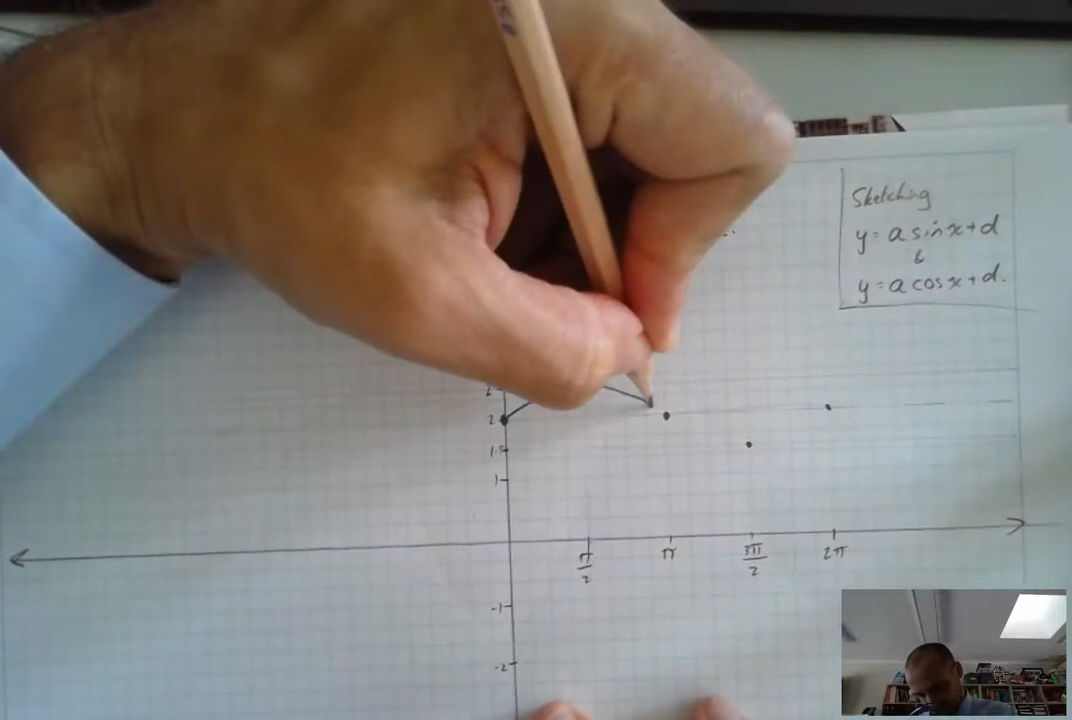 Sketching
y = a sin x + d
&
y = a cos x + d.
2
1.5
1
π/2
π
3π/2
2π
-1
-2